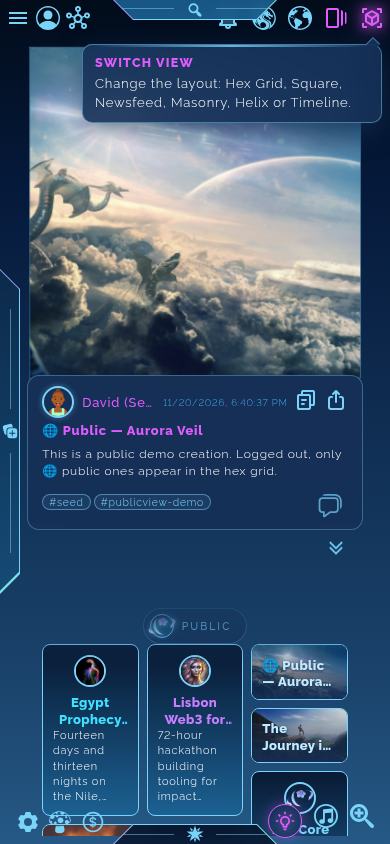 SWITCH VIEW
Change the layout: Hex Grid, Square,
Newsfeed, Masonry, Helix or Timeline.
David (Se... 11/20/2026, 6:40:37 PM
🌐 Public — Aurora Veil
This is a public demo creation. Logged out, only
🌐 public ones appear in the hex grid.
#seed #publicview-demo
PUBLIC
Egypt
Prophecy...
Fourteen
days and
thirteen
nights on
the Nile,...
Lisbon
Web3 for...
72-hour
hackathon
building
tooling for
impact...
🌐 Public
— Aurora...
The
Journey i...
Core